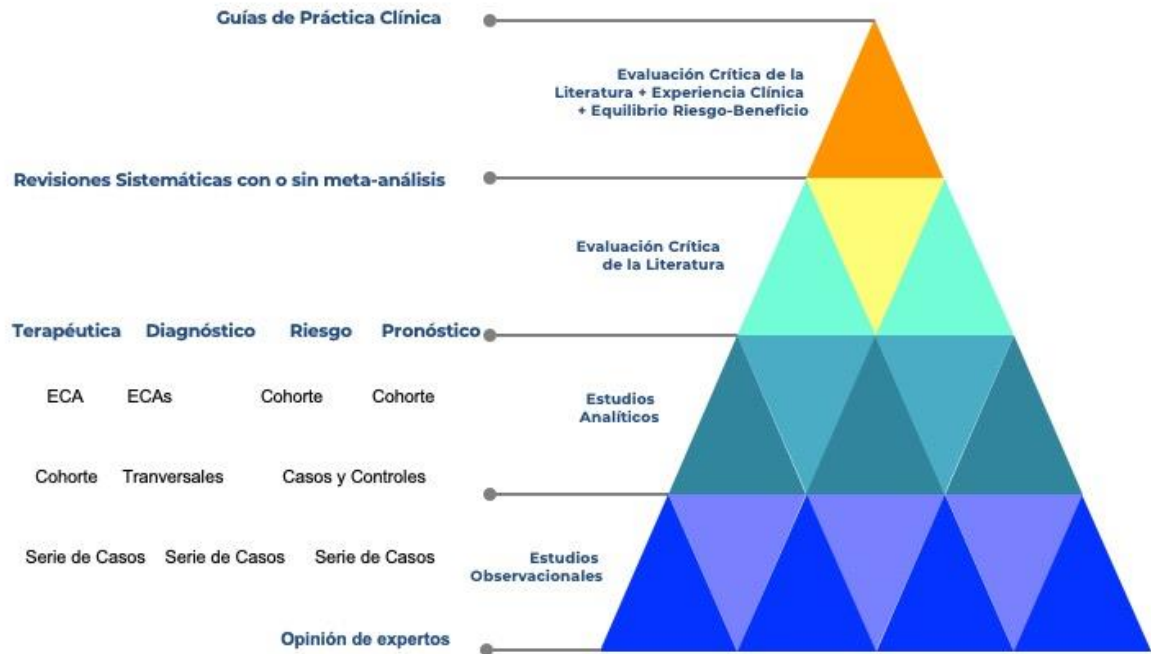 Guías de Práctica Clínica
Evaluación Crítica de la
Literatura + Experiencia Clínica
+ Equilibrio Riesgo-Beneficio
Revisiones Sistemáticas con o sin meta-análisis
Evaluación Crítica
de la Literatura
Terapéutica Diagnóstico Riesgo Pronóstico
ECA ECAs Cohorte Cohorte
Estudios
Analíticos
Cohorte Tranversales Casos y Controles
Serie de Casos Serie de Casos Serie de Casos
Estudios
Observacionales
Opinión de expertos